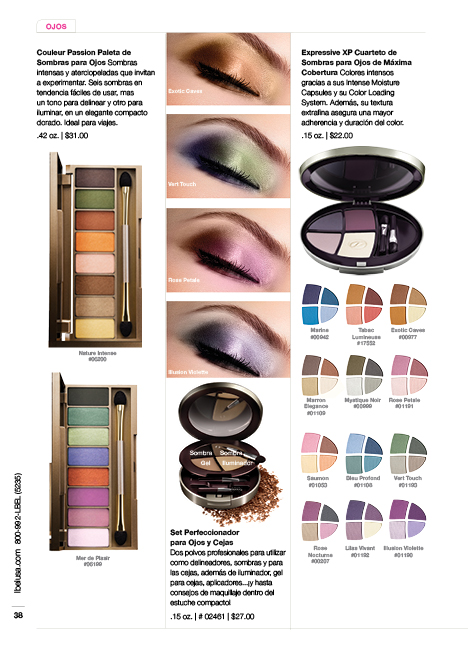 OJOS
Couleur Passion Paleta de
Sombras para Ojos Sombras
intensas y aterciopeladas que invitan
a experimentar. Seis sombras en
tendencia fáciles de usar, mas
un tono para delinear y otro para
iluminar, en un elegante compacto
dorado. Ideal para viajes.
.42 oz. | $31.00
Nature Intense
#05200
Mer de Plaisir
#05199
Exotic Caves
Vert Touch
Rose Petale
Illusion Violette
Sombra
Sombra
Gel
Iluminador
Set Perfeccionador
para Ojos y Cejas
Dos polvos profesionales para utilizar
como delineadores, sombras y para
las cejas, además de iluminador, gel
para cejas, aplicadores...¡y hasta
consejos de maquillaje dentro del
estuche compacto!
.15 oz. | # 02461 | $27.00
Expressive XP Cuarteto de
Sombras para Ojos de Máxima
Cobertura Colores intensos
gracias a sus Intense Moisture
Capsules y su Color Loading
System. Además, su textura
extrafina asegura una mayor
adherencia y duración del color.
.15 oz. | $22.00
Marine
#00942
Tabac
Lumineuse
#17552
Exotic Caves
#00977
Marron
Elegance
#01109
Mystique Noir
#00999
Rose Petale
#01191
Saumon
#01053
Bleu Profond
#01106
Vert Touch
#01193
Rose
Nocturne
#00207
Lilas Vivant
#01192
Illusion Violette
#01190
lbelusa.com 800-992-LBEL (5235)
38